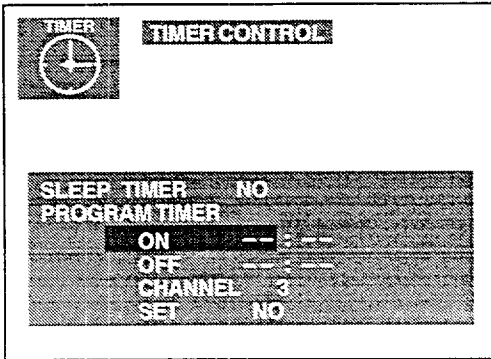 TIMER
TIMER CONTROL
SLEEP TIMER NO
PROGRAM TIMER
ON --:--
OFF --:--
CHANNEL 3
SET NO